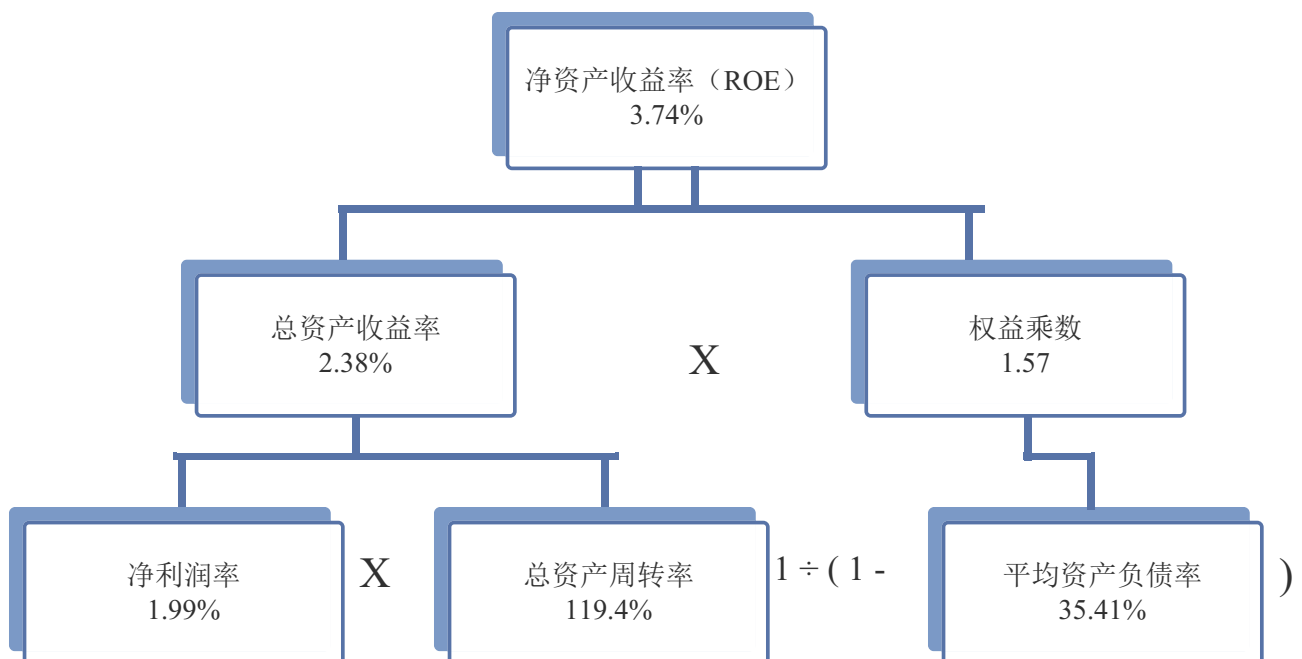 净资产收益率（ROE）
3.74%
总资产收益率
2.38%
X
权益乘数
1.57
净利润率
1.99%
X
总资产周转率
119.4%
1 ÷ ( 1 -
平均资产负债率
35.41%
)